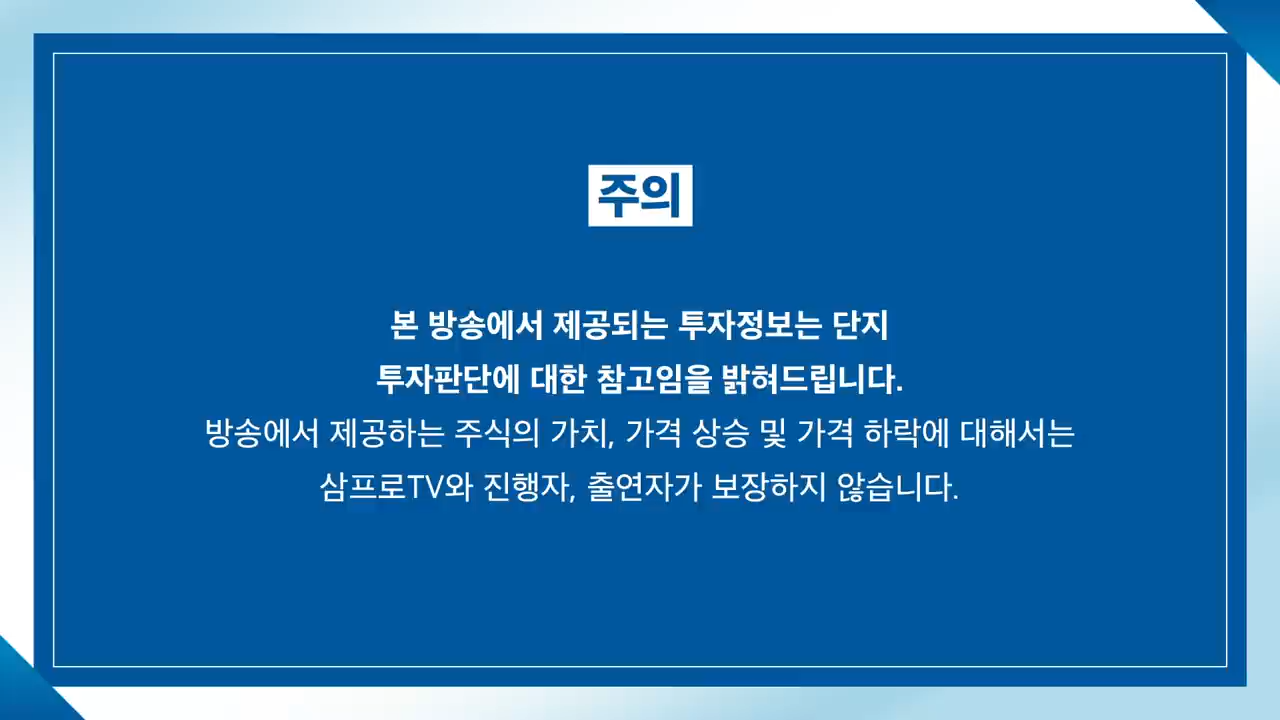 주의
본 방송에서 제공되는 투자정보는 단지
투자판단에 대한 참고임을 밝혀드립니다.
방송에서 제공하는 주식의 가치, 가격 상승 및 가격 하락에 대해서는
삼프로TV와 진행자, 출연자가 보장하지 않습니다.